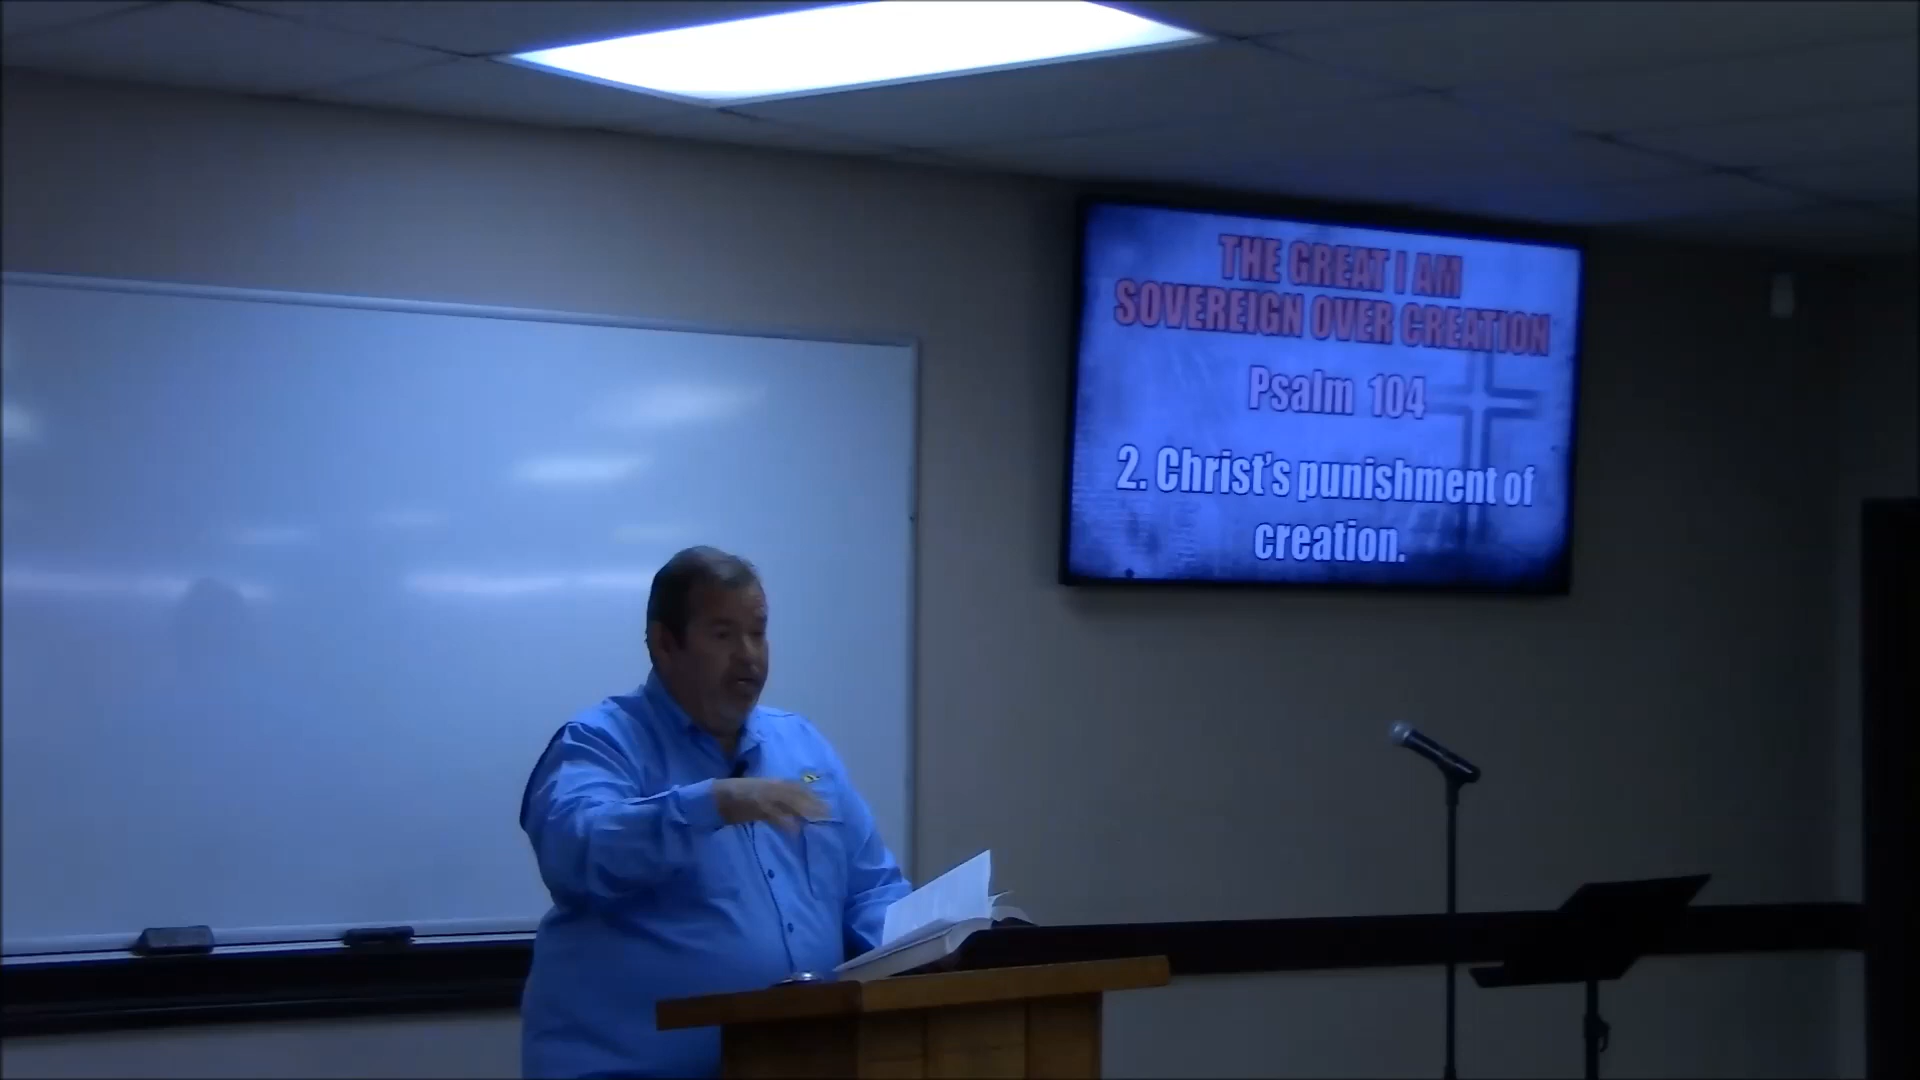 THE GREAT I AM
SOVEREIGN OVER CREATION
Psalm 104
2. Christ's punishment of
creation.